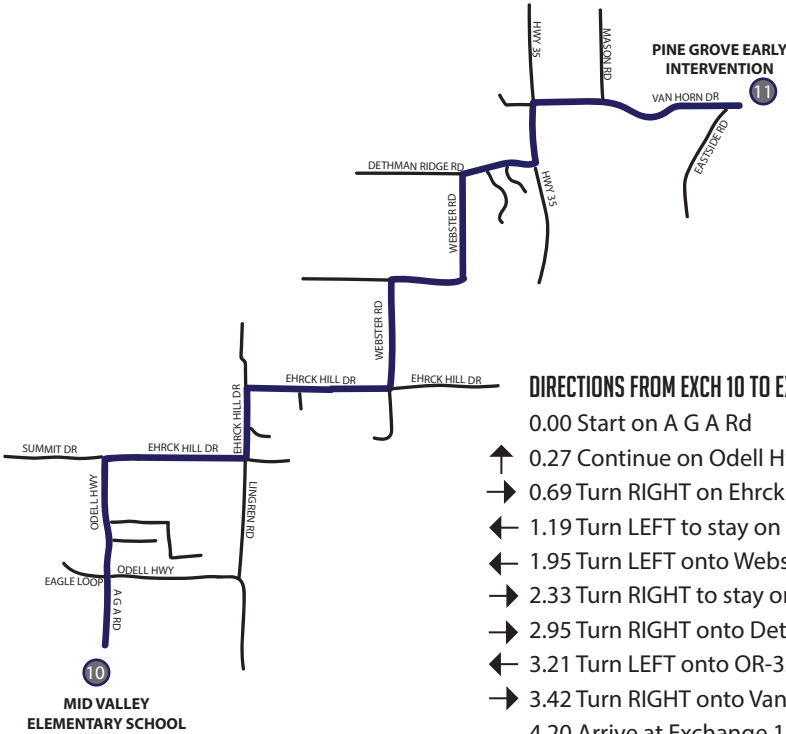 HWY 35
MASON RD
PINE GROVE EARLY
INTERVENTION
11
VAN HORN DR
EASTSIDE RD
DETHMAN RIDGE RD
HWY 35
WEBSTER RD
WEBSTER RD
EHRCK HILL DR
EHRCK HILL DR
EHRCK HILL DR
SUMMIT DR
EHRCK HILL DR
ODELL HWY
LINGREN RD
EAGLE LOOP
ODELL HWY
A G A RD
10
MID VALLEY
ELEMENTARY SCHOOL
DIRECTIONS FROM EXCH 10 TO
0.00 Start on A G A Rd
0.27 Continue on Odell
0.69 Turn RIGHT on Ehrck
1.19 Turn LEFT to stay on
1.95 Turn LEFT onto
2.33 Turn RIGHT to stay
2.95 Turn RIGHT onto
3.21 Turn LEFT onto
3.42 Turn RIGHT onto Van
4.20 Arrive at Exchange